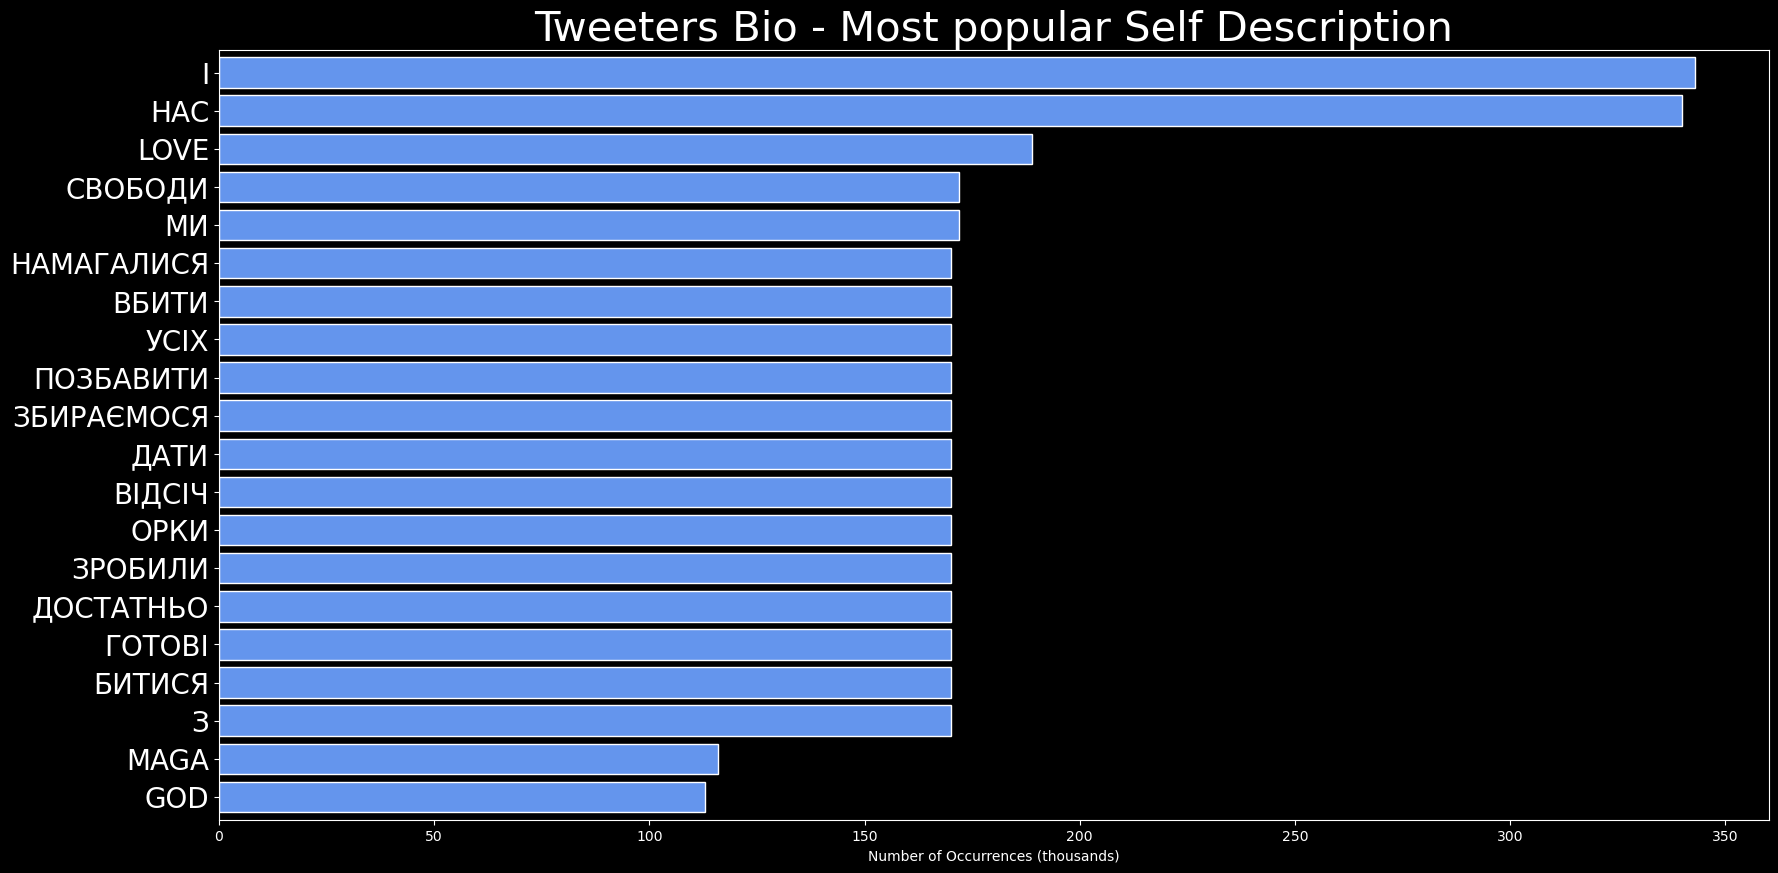 Tweeters Bio - Most popular Self Description
І
НАС
LOVE
СВОБОДИ
МИ
НАМАГАЛИСЯ
ВБИТИ
УСІХ
ПОЗБАВИТИ
ЗБИРАЄМОСЯ
ДАТИ
ВІДСІЧ
ОРКИ
ЗРОБИЛИ
ДОСТАТНЬО
ГОТОВІ
БИТИСЯ
З
MAGA
GOD
0 50 100 150 200 250 300 350
Number of Occurrences (thousands)